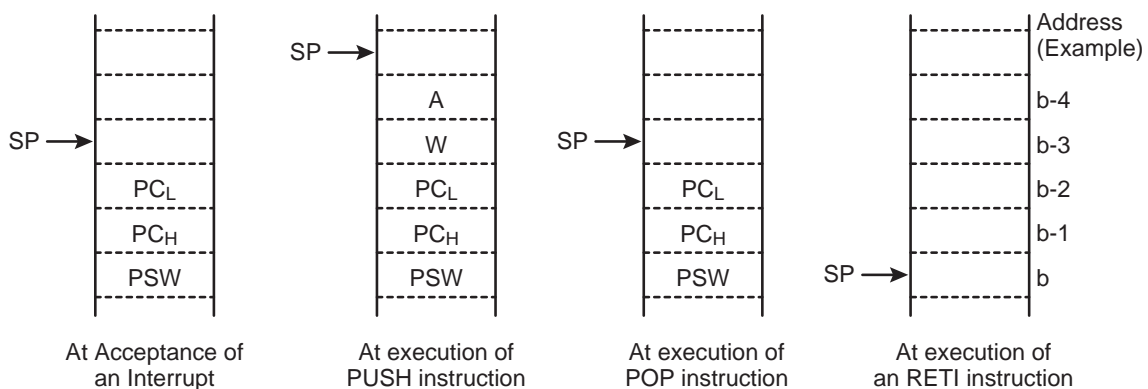 SP
PCL
PCH
PSW
At Acceptance of
an Interrupt
SP
A
W
PCL
PCH
PSW
At execution of
PUSH instruction
SP
PCL
PCH
PSW
At execution of
POP instruction
SP
At execution of
an RETI instruction
Address
(Example)
b-4
b-3
b-2
b-1
b